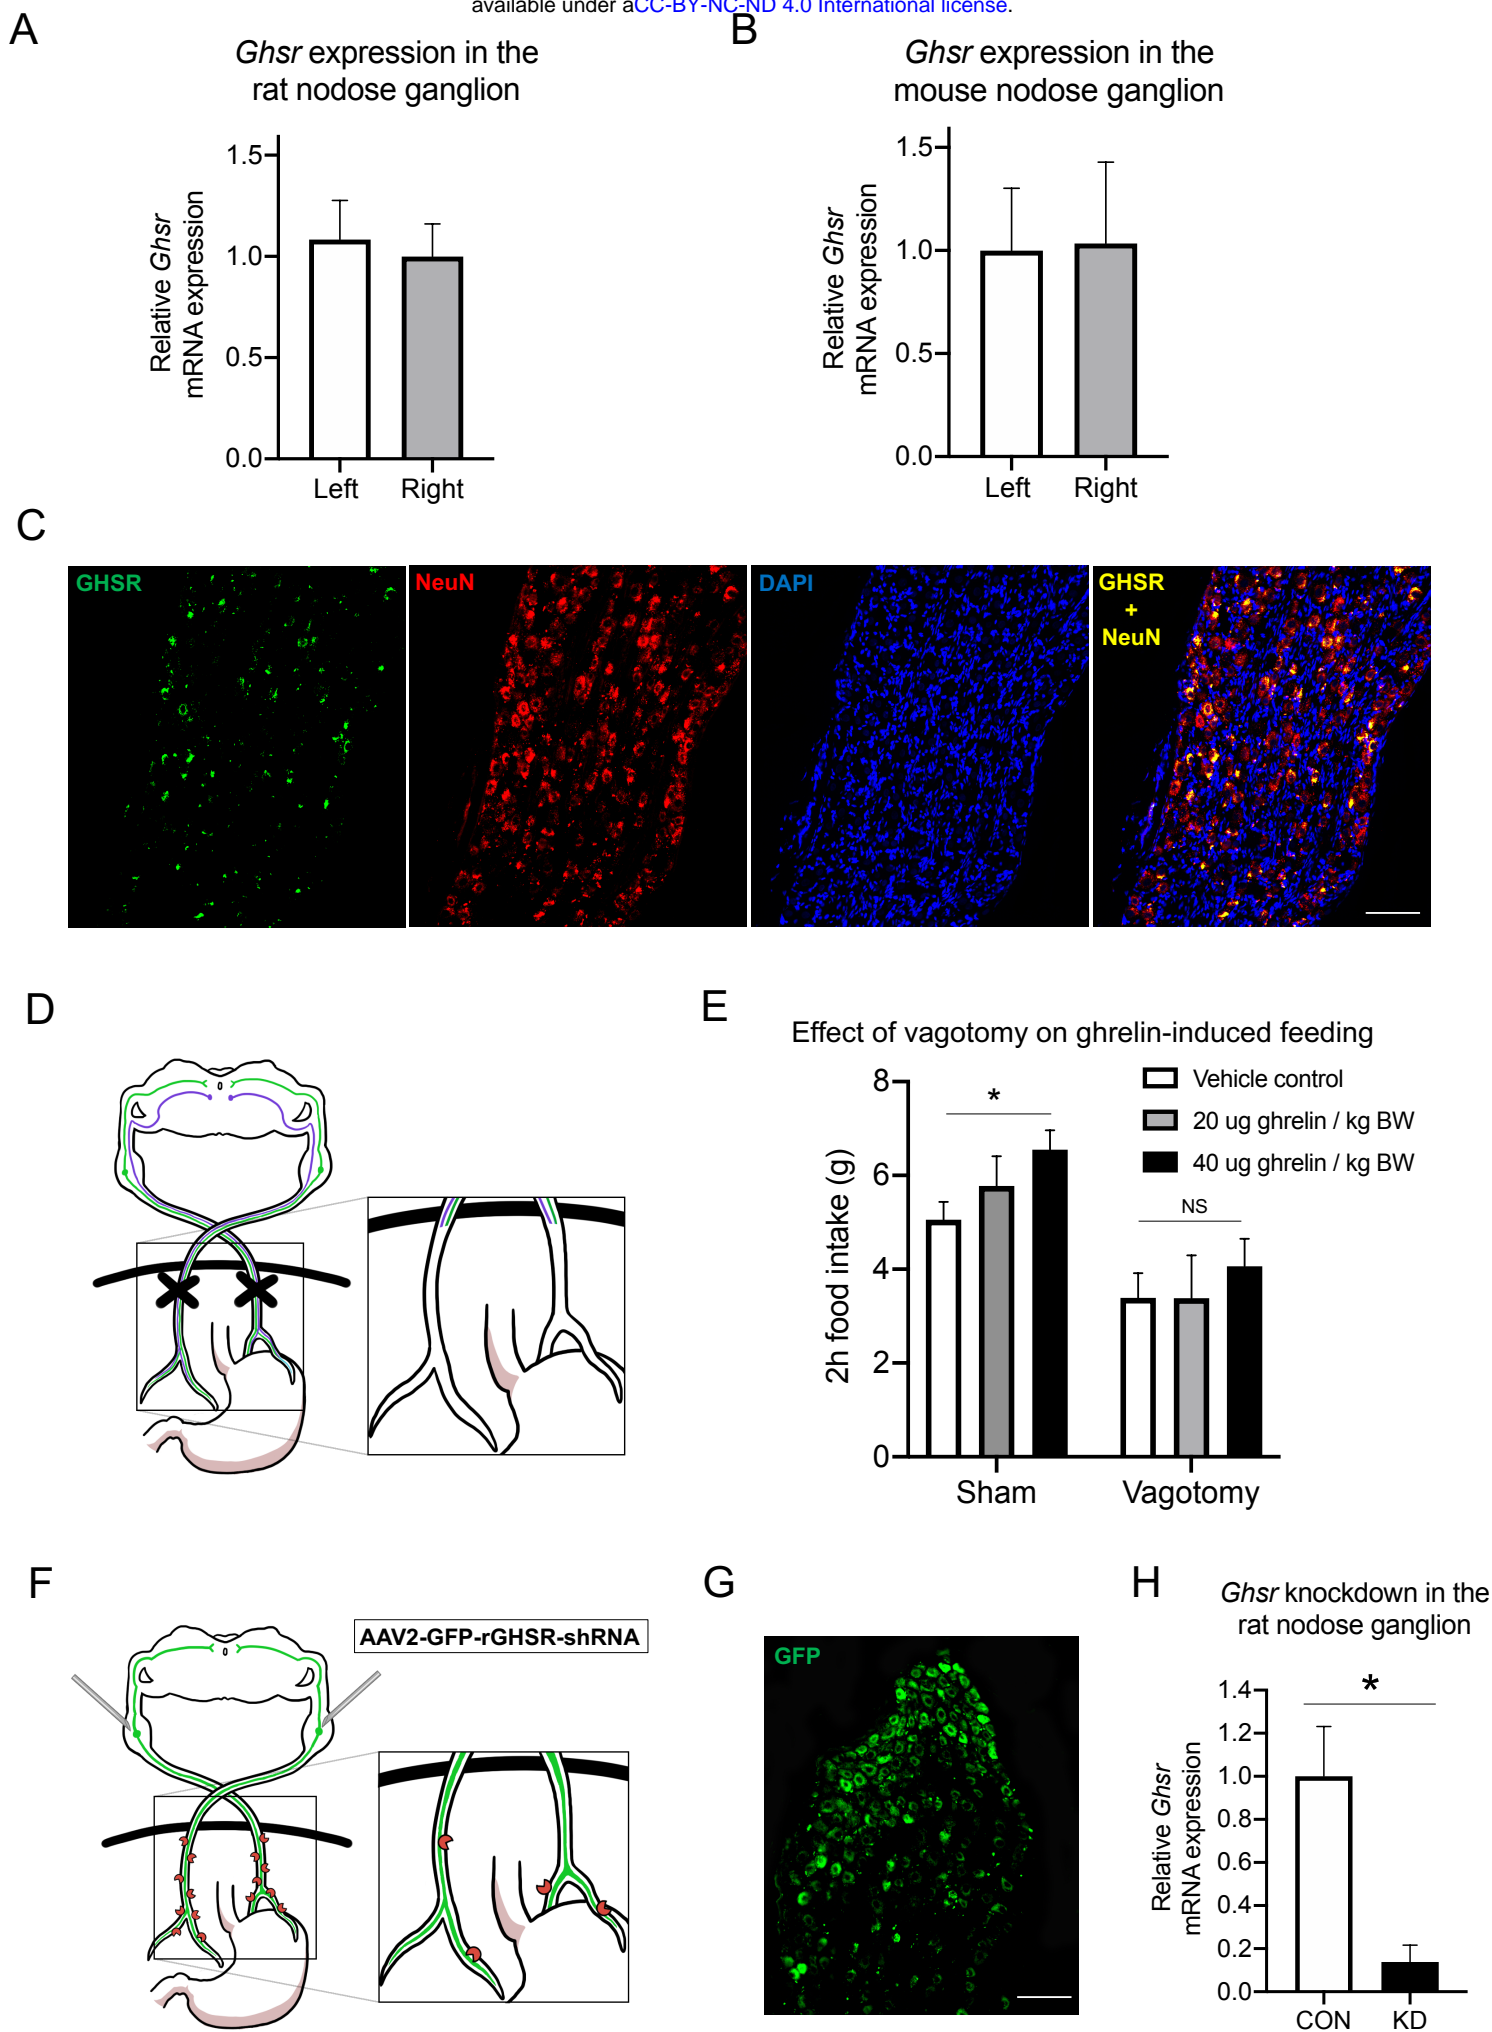 available under aCC-BY-NC-ND 4.0 International license.
A
Ghsr expression in the
rat nodose ganglion
Relative Ghsr
mRNA expression
1.5
1.0
0.5
0.0
Left
Right
B
Ghsr expression in the
mouse nodose ganglion
Relative Ghsr
mRNA expression
1.5
1.0
0.5
0.0
Left
Right
C
GHSR
NeuN
DAPI
GHSR
+
NeuN
D
E
Effect of vagotomy on ghrelin-induced feeding
Vehicle control
20 ug ghrelin / kg BW
40 ug ghrelin / kg BW
2h food intake (g)
8
6
4
2
0
*
NS
Sham
Vagotomy
F
AAV2-GFP-rGHSR-shRNA
G
GFP
H
Ghsr knockdown in the
rat nodose ganglion
Relative Ghsr
mRNA expression
1.4
1.2
1.0
0.8
0.6
0.4
0.2
0.0
*
CON
KD